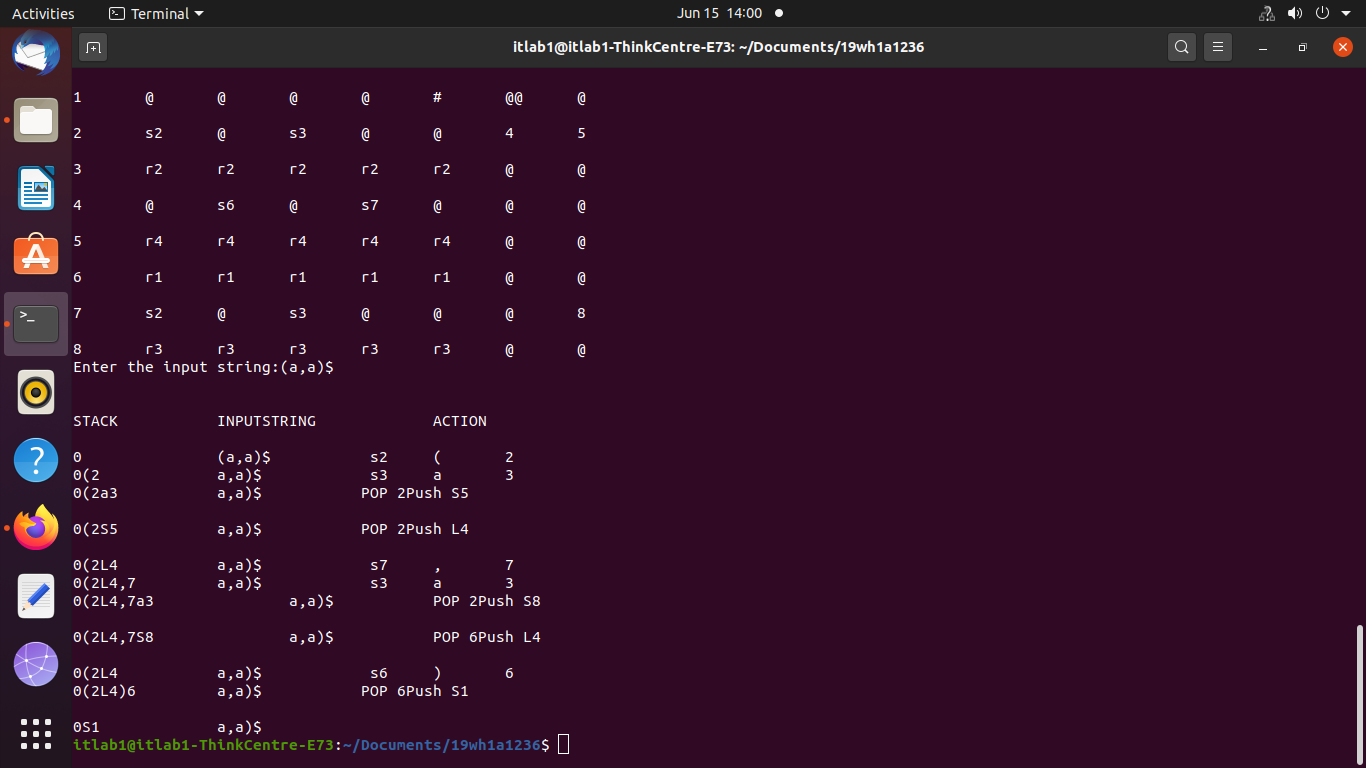 Activities Terminal Jun 15 14:00
itlab1@itlab1-ThinkCentre-E73: ~/Documents/19wh1a1236
1 @ @ @ @ # @@ @
2 s2 @ s3 @ @ 4 5
3 r2 r2 r2 r2 r2 @ @
4 @ s6 @ s7 @ @ @
5 r4 r4 r4 r4 r4 @ @
6 r1 r1 r1 r1 r1 @ @
7 s2 @ s3 @ @ @ 8
8 r3 r3 r3 r3 r3 @ @
Enter the input string:(a,a)$
STACK INPUTSTRING ACTION
0 (a,a)$ s2 ( 2
0(2 a,a)$ s3 a 3
0(2a3 a,a)$ POP 2Push S5
0(2S5 a,a)$ POP 2Push L4
0(2L4 a,a)$ s7 , 7
0(2L4,7 a,a)$ s3 a 3
0(2L4,7a3 a,a)$ POP 2Push S8
0(2L4,7S8 a,a)$ POP 6Push L4
0(2L4 a,a)$ s6 ) 6
0(2L4)6 a,a)$ POP 6Push S1
0S1 a,a)$
itlab1@itlab1-ThinkCentre-E73:~/Documents/19wh1a1236$